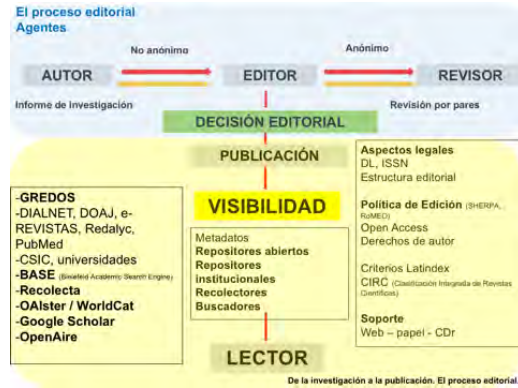 El proceso editorial
Agentes
No anónimo
Anónimo
AUTOR
EDITOR
REVISOR
Informe de investigación
Revisión por pares
DECISIÓN EDITORIAL
PUBLICACIÓN
VISIBILIDAD
Metadatos
Repositores abiertos
Repositores
institucionales
Recolectores
Buscadores
LECTOR
-GREDOS
-DIALNET, DOAJ, e-
REVISTAS, Redalyc,
PubMed
-CSIC, universidades
-BASE (Bielefeld Academic Search Engine)
-Recolecta
-OAIster / WorldCat
-Google Scholar
-OpenAire
Aspectos legales
DL, ISSN
Estructura editorial
Política de Edición (SHERPA,
RoMEO)
Open Access
Derechos de autor
Criterios Latindex
CIRC (Clasificación Integrada de Revistas
Científicas)
Soporte
Web – papel - CDr
De la investigación a la publicación. El proceso editorial.